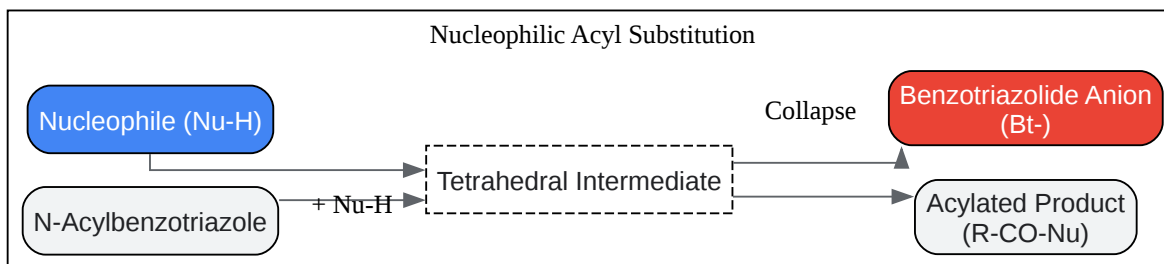 Nucleophilic Acyl Substitution
Nucleophile (Nu-H)
N-Acylbenzotriazole
+ Nu-H
Tetrahedral Intermediate
Collapse
Benzotriazolide Anion
(Bt-)
Acylated Product
(R-CO-Nu)